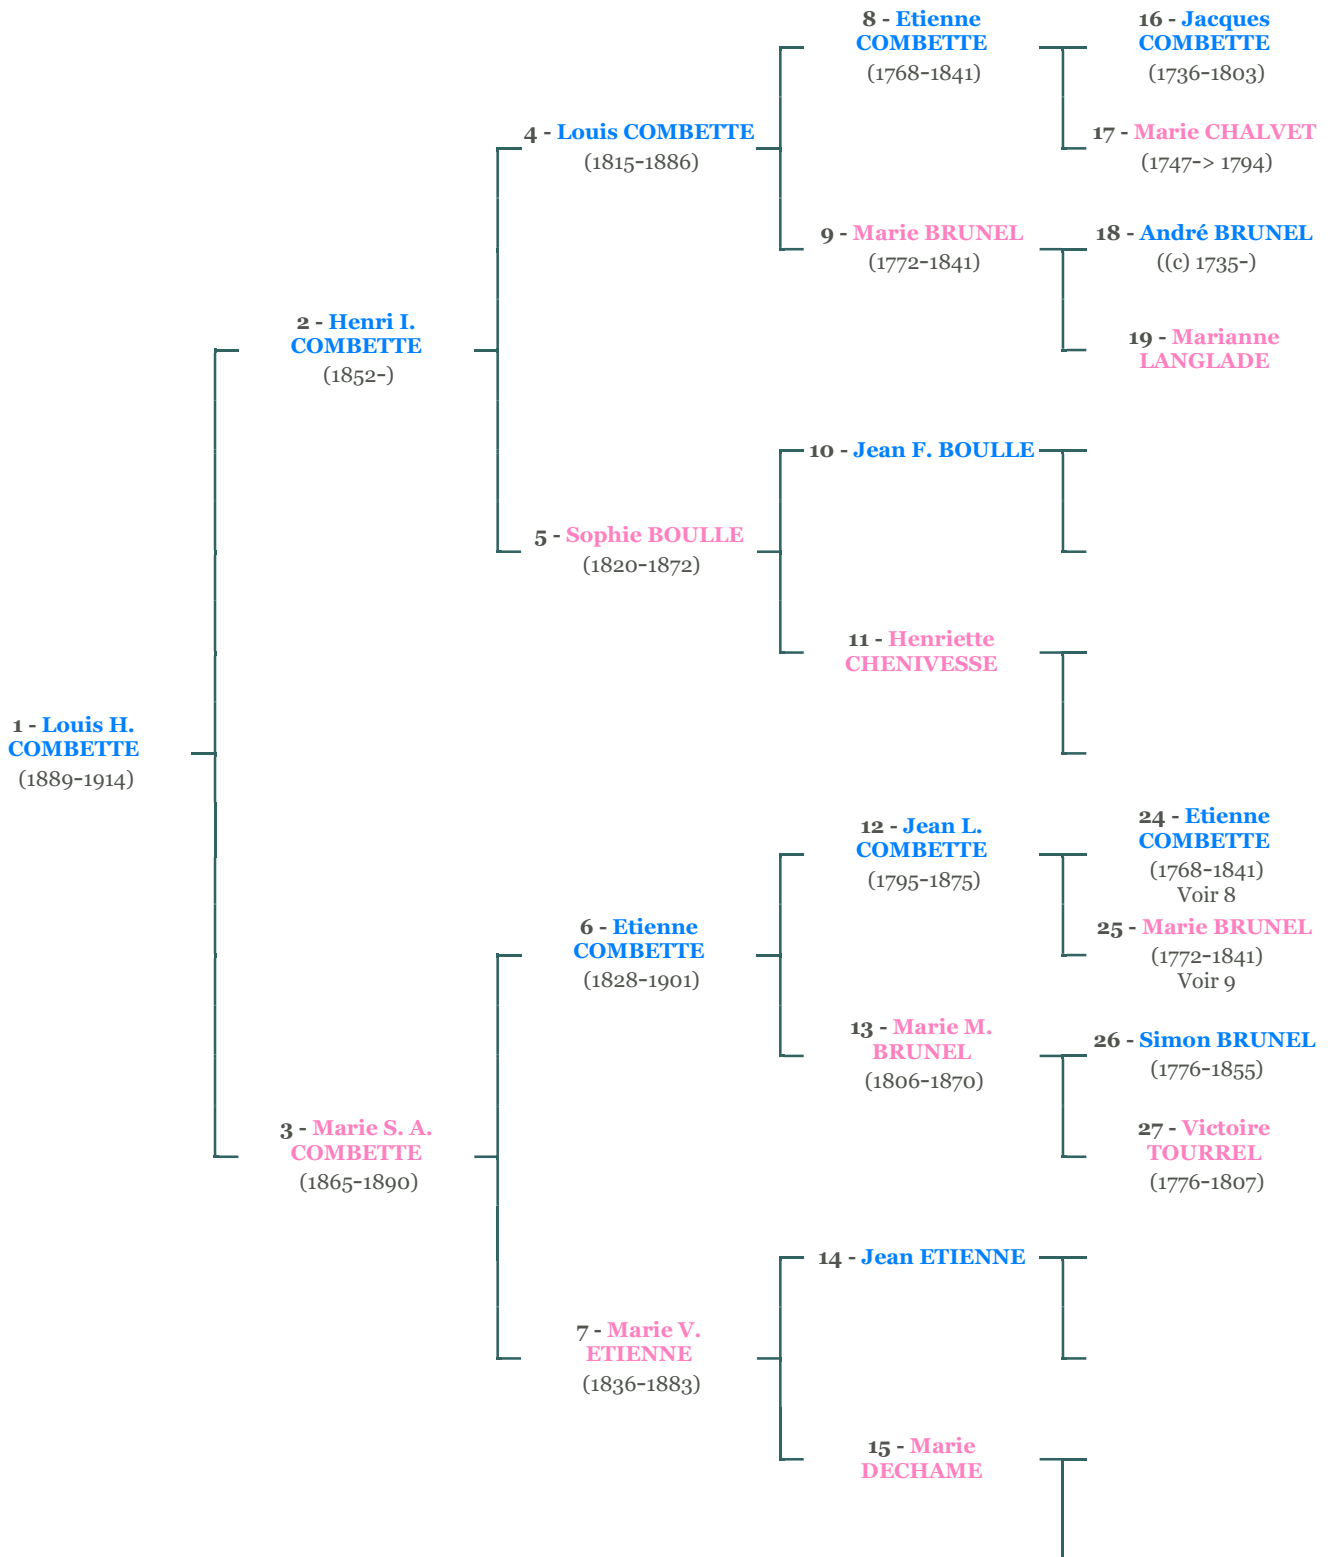 8 - Etienne
COMBETTE
(1768-1841)
16 - Jacques
COMBETTE
(1736-1803)
4 - Louis COMBETTE
(1815-1886)
17 - Marie CHALVET
(1747-> 1794)
9 - Marie BRUNEL
(1772-1841)
18 - André BRUNEL
((c) 1735-)
2 - Henri I.
COMBETTE
(1852-)
19 - Marianne
LANGLADE
10 - Jean F. BOULLE
5 - Sophie BOULLE
(1820-1872)
11 - Henriette
CHENIVESSE
1 - Louis H.
COMBETTE
(1889-1914)
12 - Jean L.
COMBETTE
(1795-1875)
24 - Etienne
COMBETTE
(1768-1841)
Voir 8
6 - Etienne
COMBETTE
(1828-1901)
25 - Marie BRUNEL
(1772-1841)
Voir 9
13 - Marie M.
BRUNEL
(1806-1870)
26 - Simon BRUNEL
(1776-1855)
3 - Marie S. A.
COMBETTE
(1865-1890)
27 - Victoire
TOURREL
(1776-1807)
14 - Jean ETIENNE
7 - Marie V.
ETIENNE
(1836-1883)
15 - Marie
DECHAME